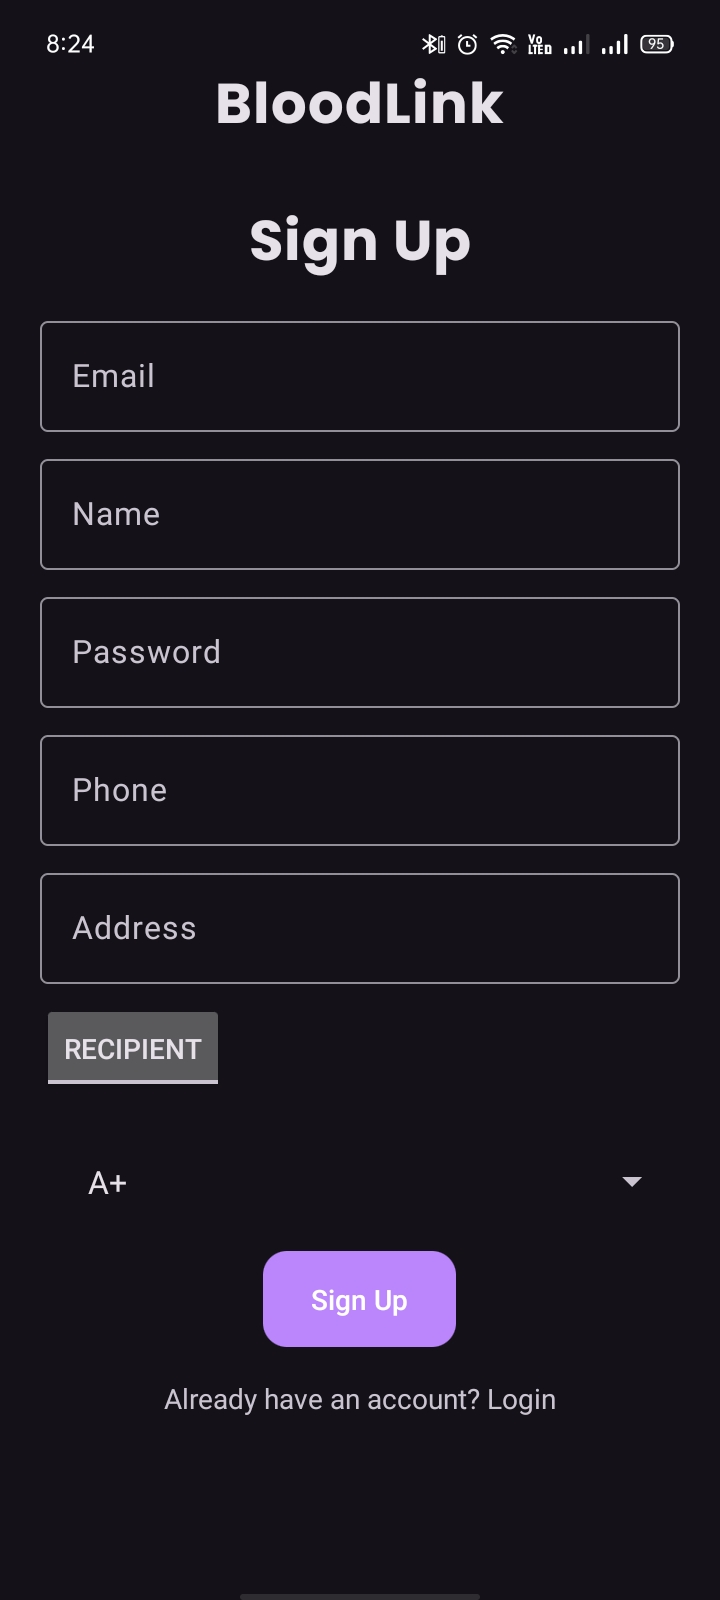 8:24
Vo LTED
95
BloodLink
Sign Up
Email
Name
Password
Phone
Address
RECIPIENT
A+
Sign Up
Already have an account? Login